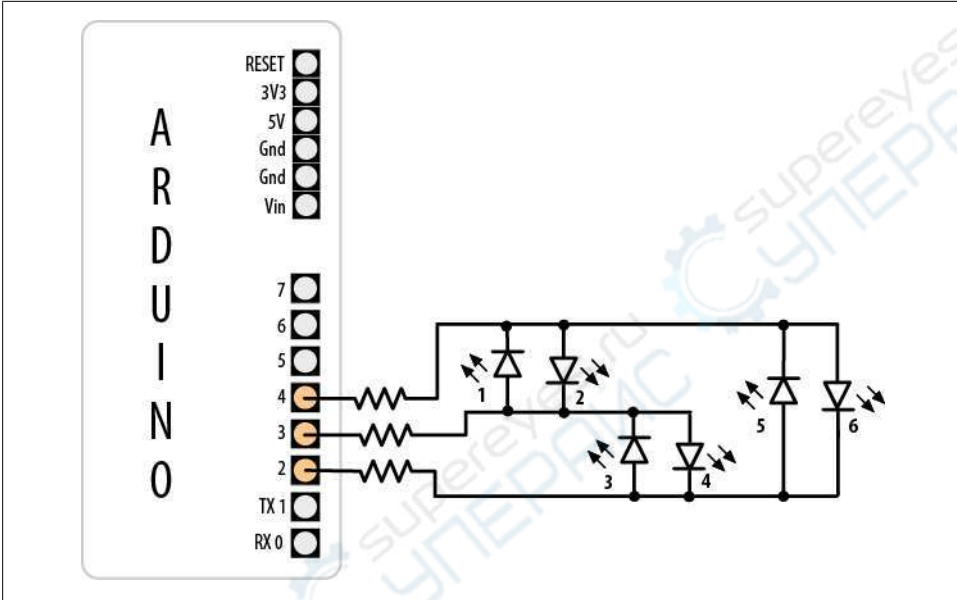 ARDUINO
RESET
3V3
5V
Gnd
Gnd
Vin
7
6
5
4
3
2
TX 1
RX 0
1
2
3
4
5
6
supereyes
УПЕРАИС
supereyes.ru
УПЕРАЙС